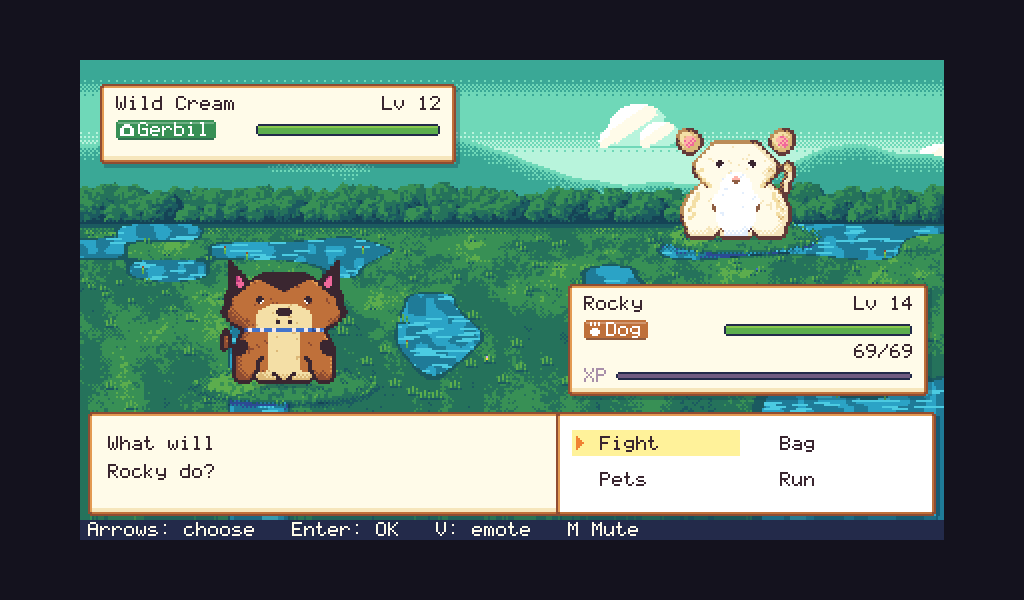 Wild Cream Lv 12
Gerbil
Rocky Lv 14
Dog
69/69
XP
What will
Rocky do?
Fight Bag
Pets Run
Arrows: choose Enter: OK V: emote M Mute